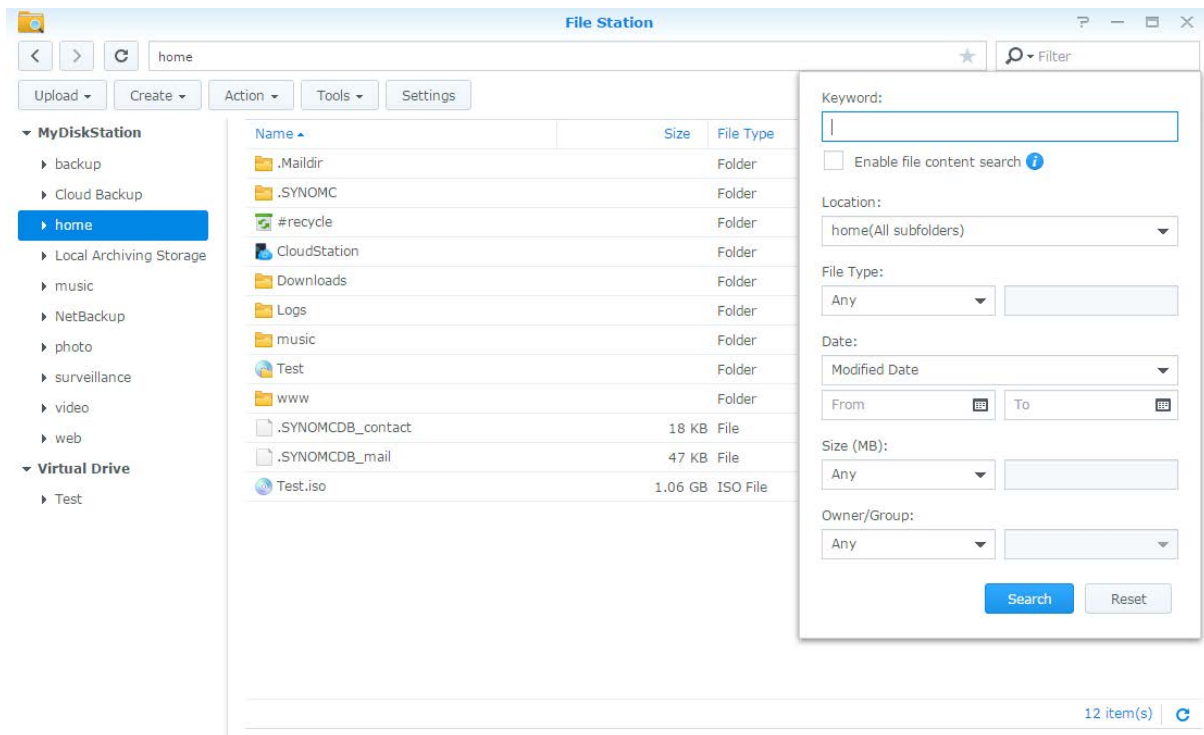 File Station
home
Filter
Upload Create Action Tools Settings
MyDiskStation
backup
Cloud Backup
home
Local Archiving Storage
music
NetBackup
photo
surveillance
video
web
Virtual Drive
Test
Name Size File Type
.Maildir Folder
.SYNOMC Folder
#recycle Folder
CloudStation Folder
Downloads Folder
Logs Folder
music Folder
Test Folder
www Folder
.SYNOMCDB_contact 18 KB File
.SYNOMCDB_mail 47 KB File
Test.iso 1.06 GB ISO File
Keyword:
Enable file content search
Location:
home(All subfolders)
File Type:
Any
Date:
Modified Date
From To
Size (MB):
Any
Owner/Group:
Any
Search Reset
12 item(s)